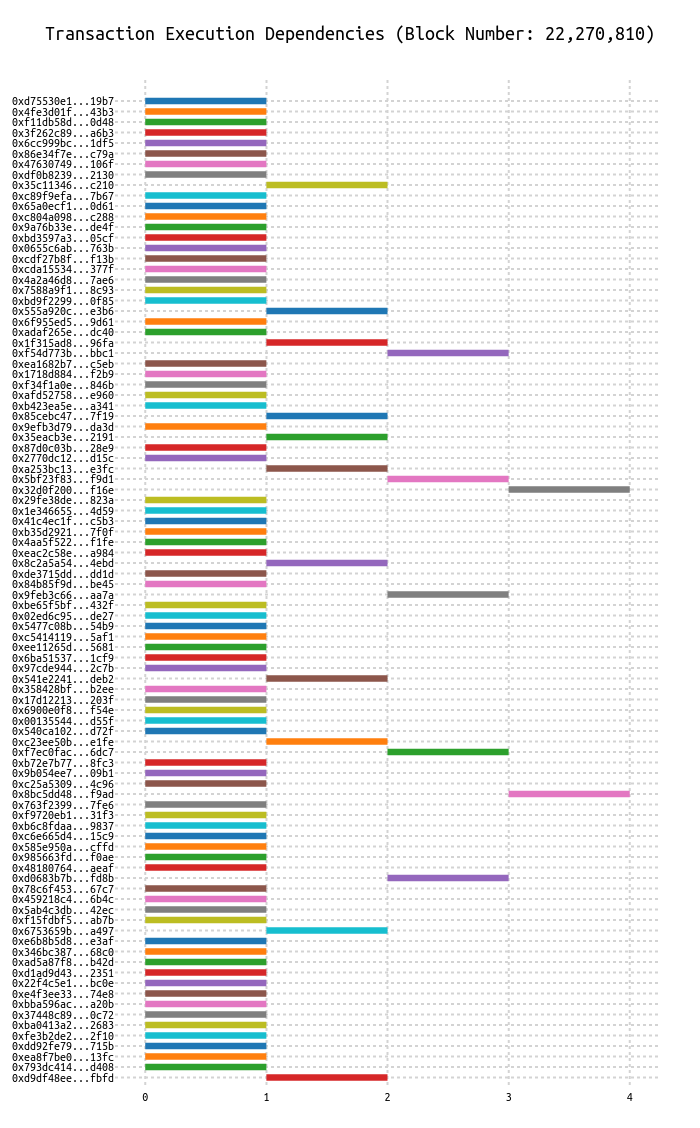 Transaction Execution Dependencies (Block Number: 22,270,810)
0xd75530e1...19b7
0x4fe3d01f...43b3
0xf11db58d...0d48
0x3f262c89...a6b3
0x6cc999bc...1df5
0x86e34f7e...c79a
0x47630749...106f
0xdf0b8239...2130
0x35c11346...c210
0xc89f9efa...7b67
0x65a0ecf1...0d61
0xc804a098...c288
0x9a76b33e...de4f
0xbd3597a3...05cf
0x0655c6ab...763b
0xcdf27b8f...f13b
0xcda15534...377f
0x4a2a46d8...7ae6
0x7588a9f1...8c93
0xbd9f2299...0f85
0x555a920c...e3b6
0x6f955ed5...9d61
0xadaf265e...dc40
0x1f315ad8...96fa
0xf54d773b...bbc1
0xea1682b7...c5eb
0x1718d884...f2b9
0xf34f1a0e...846b
0xafd52758...e960
0xb423ea5e...a341
0x85cebc47...7f19
0x9efb3d79...da3d
0x35eacb3e...2191
0x87d0c03b...28e9
0x2770dc12...d15c
0xa253bc13...e3fc
0x5bf23f83...f9d1
0x32d0f200...f16e
0x29fe38de...823a
0x1e346655...4d59
0x41c4ec1f...c5b3
0xb35d2921...7f0f
0x4aa5f522...f1fe
0xeac2c58e...a984
0x8c2a5a54...4ebd
0xde3715dd...dd1d
0x84b85f9d...be45
0x9feb3c66...aa7a
0xbe65f5bf...432f
0x02ed6c95...de27
0x5477c08b...54b9
0xc5414119...5af1
0xee11265d...5681
0x6ba51537...1cf9
0x97cde944...2c7b
0x541e2241...deb2
0x358428bf...b2ee
0x17d12213...203f
0x6900e0f8...f54e
0x00135544...d55f
0x540ca102...d72f
0xc23ee50b...e1fe
0xf7ec0fac...6dc7
0xb72e7b77...8fc3
0x9b054ee7...09b1
0xc25a5309...4c96
0x8bc5dd48...f9ad
0x763f2399...7fe6
0xf9720eb1...31f3
0xb6c8fdaa...9837
0xc6e665d4...15c9
0x585e950a...cffd
0x985663fd...f0ae
0x48180764...aeaf
0xd0683b7b...fd8b
0x78c6f453...67c7
0x459218c4...6b4c
0x5ab4c3db...42ec
0xf15fdbf5...ab7b
0x6753659b...a497
0xe6b8b5d8...e3af
0x346bc387...68c0
0xad5a87f8...b42d
0xd1ad9d43...2351
0x22f4c5e1...bc0e
0xe4f3ee33...74e8
0xbba596ac...a20b
0x37448c89...0c72
0xba0413a2...2683
0xfe3b2de2...2f10
0xdd92fe79...715b
0xea8f7be0...13fc
0x793dc414...d408
0xd9df48ee...fbfd
0 1 2 3 4